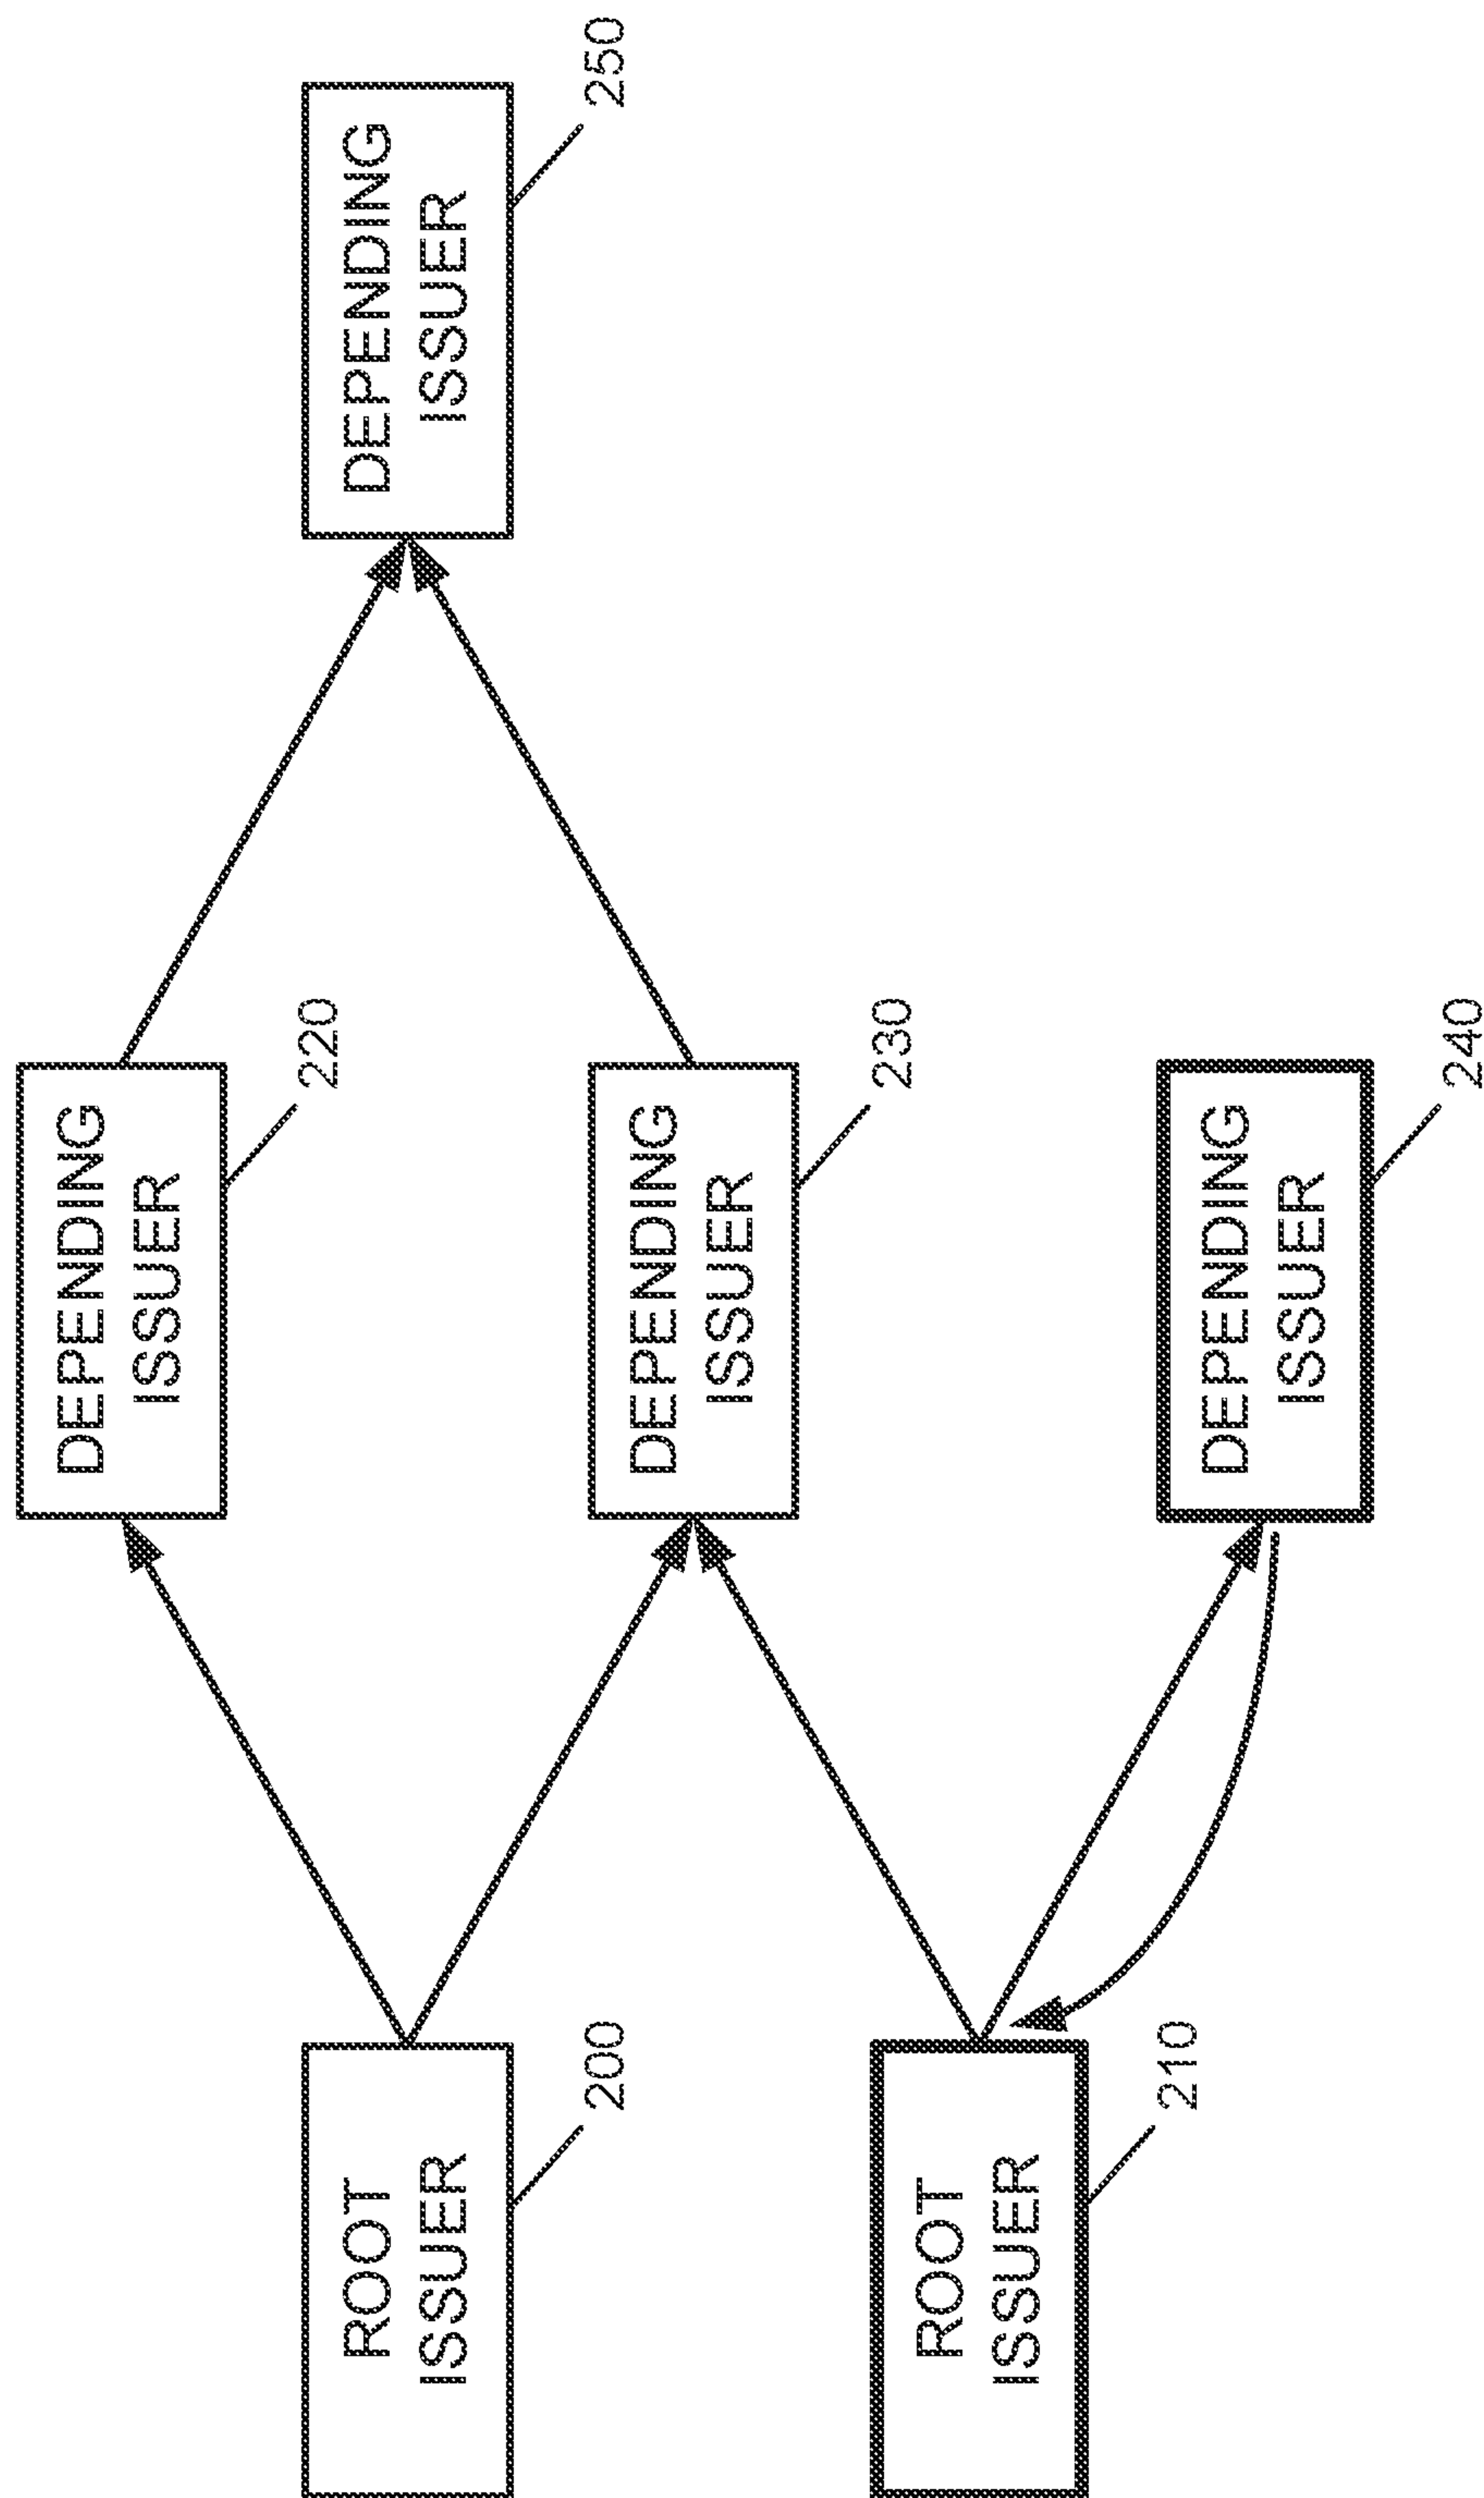 ROOT
ISSUER
200
ROOT
ISSUER
210
DEPENDING
ISSUER
220
DEPENDING
ISSUER
230
DEPENDING
ISSUER
240
DEPENDING
ISSUER
250